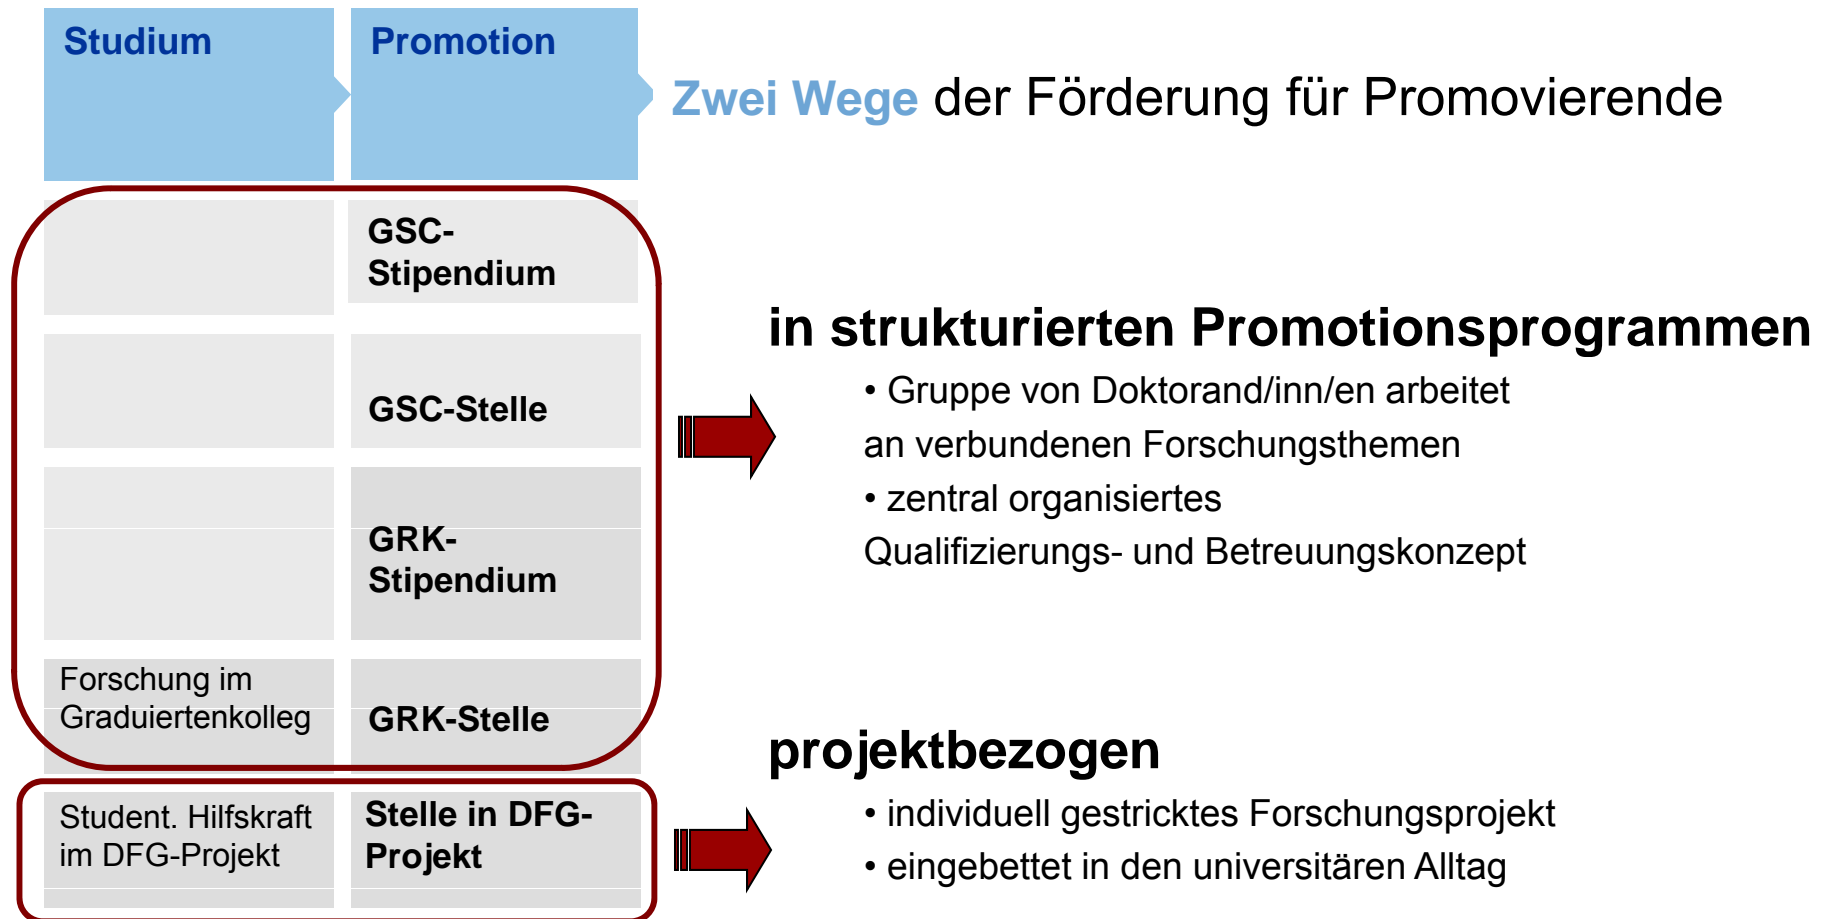 Studium
Promotion
Zwei Wege der Förderung für Promovierende
GSC-
Stipendium
GSC-Stelle
GRK-
Stipendium
Forschung im
Graduiertenkolleg
GRK-Stelle
Student. Hilfskraft
im DFG-Projekt
Stelle in DFG-
Projekt
in strukturierten Promotionsprogrammen
• Gruppe von Doktorand/inn/en arbeitet
an verbundenen Forschungsthemen
• zentral organisiertes
Qualifizierungs- und Betreuungskonzept
projektbezogen
• individuell gestricktes Forschungsprojekt
• eingebettet in den universitären Alltag